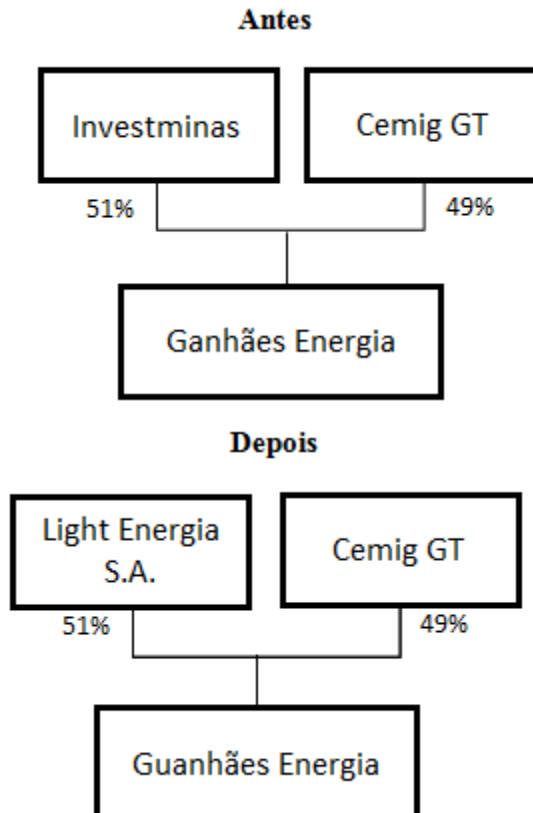 Antes
Investminas
Cemig GT
51%
49%
Ganhães Energia
Depois
Light Energia
S.A.
Cemig GT
51%
49%
Guanhães Energia